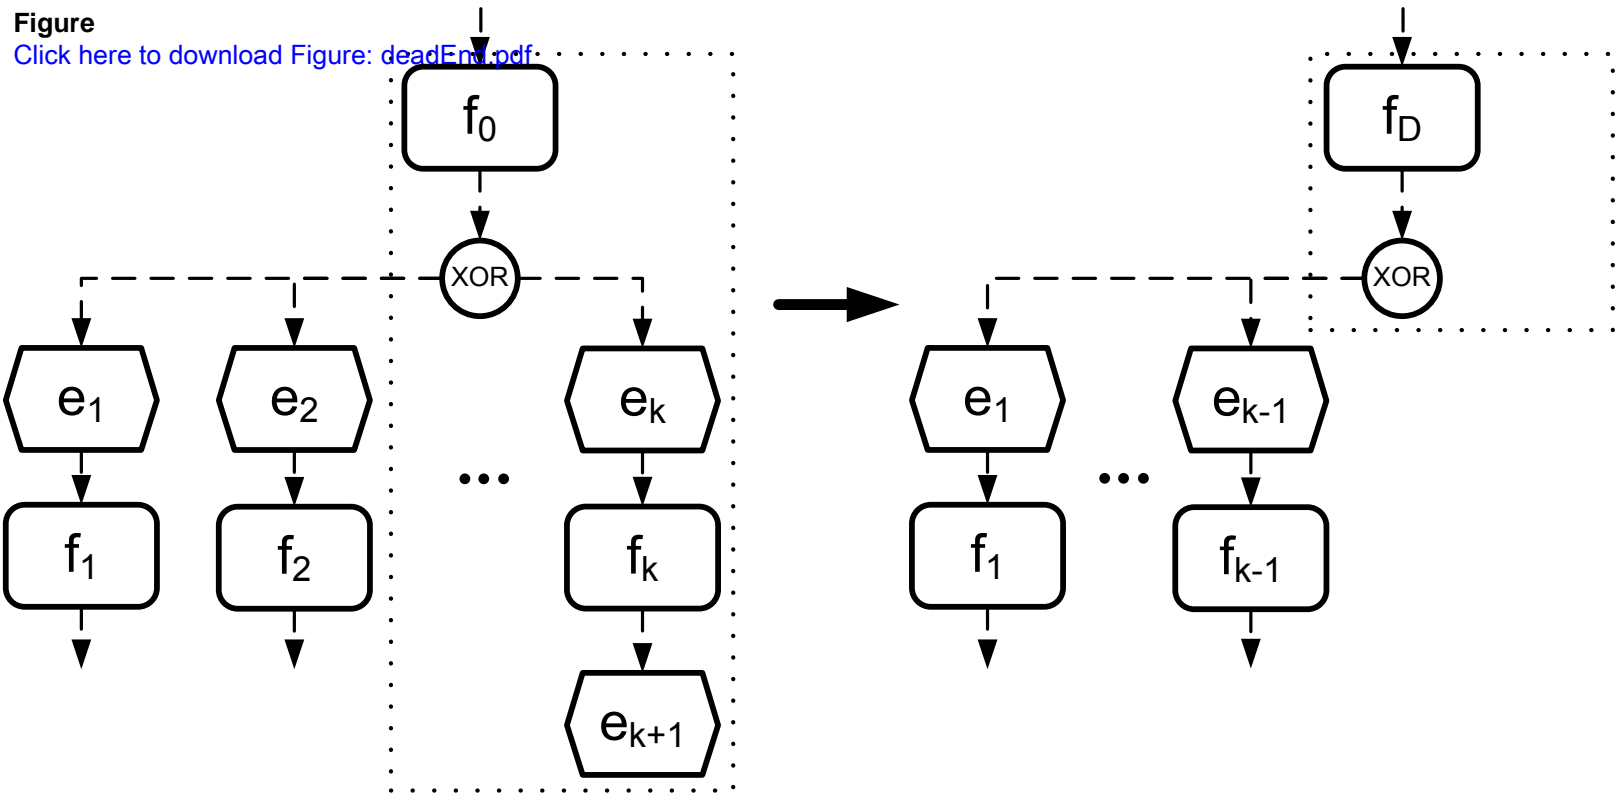 Figure
Click here to download Figure: deadEnd.pdf
f0
fD
XOR
XOR
e1
e2
ek
e1
ek-1
...
...
f1
f2
fk
f1
fk-1
ek+1